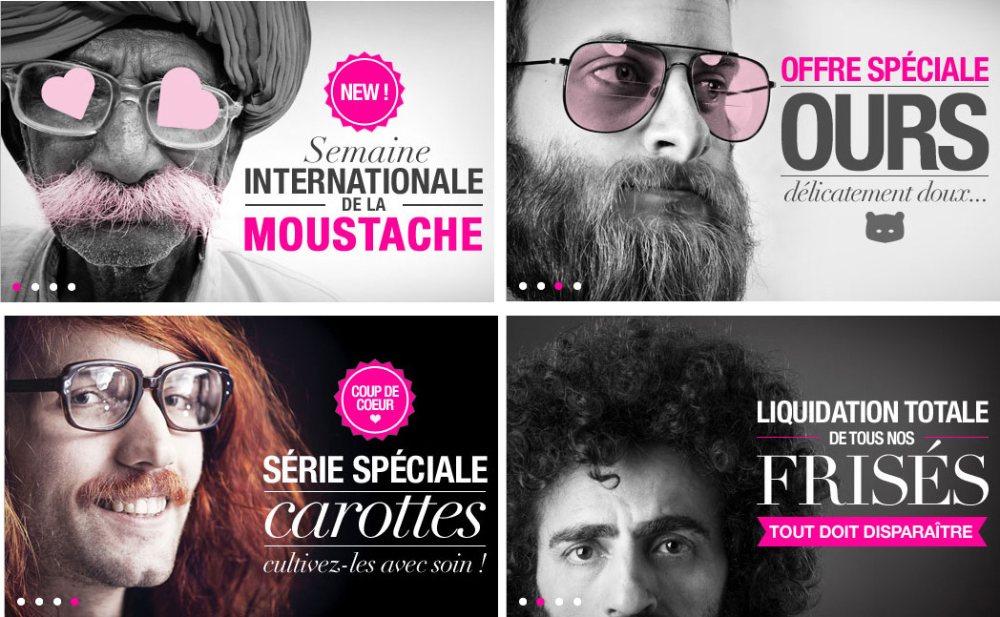 NEW !
Semaine
INTERNATIONALE
DE LA
MOUSTACHE
OFFRE SPÉCIALE
OURS
délicatement doux...
COUP DE
COEUR
SÉRIE SPÉCIALE
carottes
cultivez-les avec soin !
LIQUIDATION TOTALE
DE TOUS NOS
FRISÉS
TOUT DOIT DISPARAÎTRE